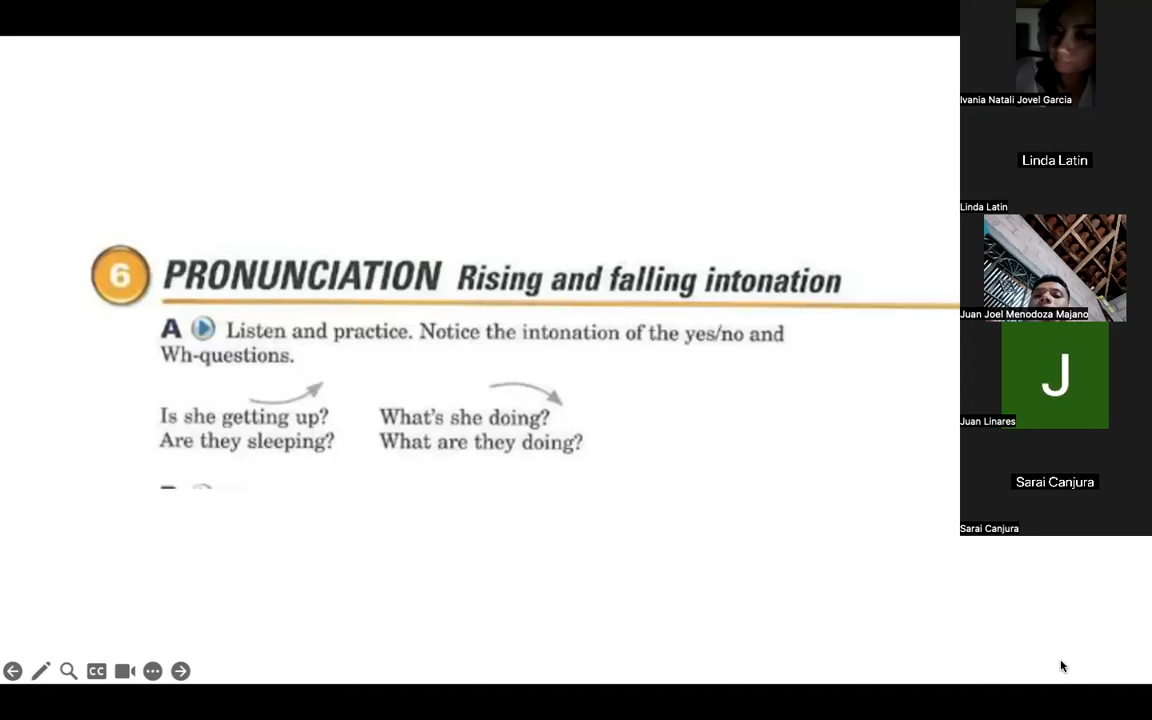 6 PRONUNCIATION Rising and falling intonation
A Listen and practice. Notice the intonation of the yes/no and
Wh-questions.
Is she getting up? What's she doing?
Are they sleeping? What are they doing?
CC
Ivania Natali Jovel Garcia
Linda Latin
Linda Latin
Juan Joel Menodoza Majano
J
Juan Linares
Sarai Canjura
Sarai Canjura